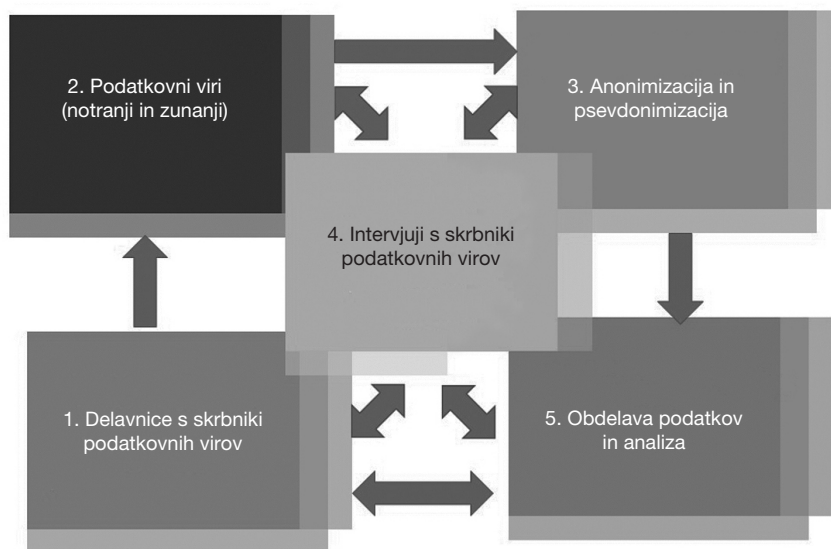 2. Podatkovni viri
(notranji in zunanji)
3. Anonimizacija in
psevdonimizacija
4. Intervjuji s skrbniki
podatkovnih virov
1. Delavnice s skrbniki
podatkovnih virov
5. Obdelava podatkov
in analiza